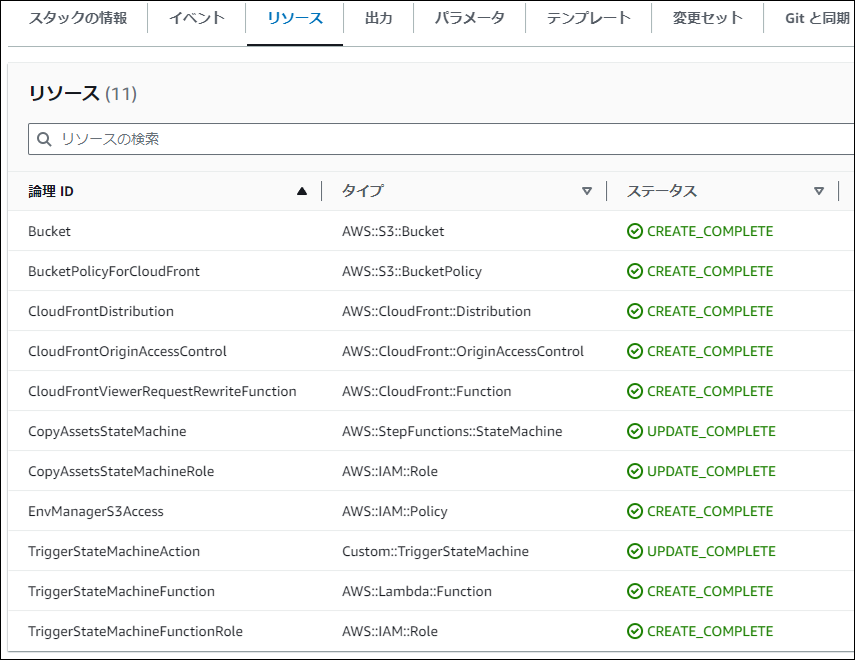 スタックの情報 イベント リソース 出力 パラメータ テンプレート 変更セット Git と同期
リソース (11)
リソースの検索
論理 ID タイプ ステータス
Bucket AWS::S3::Bucket CREATE_COMPLETE
BucketPolicyForCloudFront AWS::S3::BucketPolicy CREATE_COMPLETE
CloudFrontDistribution AWS::CloudFront::Distribution CREATE_COMPLETE
CloudFrontOriginAccessControl AWS::CloudFront::OriginAccessControl CREATE_COMPLETE
CloudFrontViewerRequestRewriteFunction AWS::CloudFront::Function CREATE_COMPLETE
CopyAssetsStateMachine AWS::StepFunctions::StateMachine UPDATE_COMPLETE
CopyAssetsStateMachineRole AWS::IAM::Role UPDATE_COMPLETE
EnvManagerS3Access AWS::IAM::Policy CREATE_COMPLETE
TriggerStateMachineAction Custom::TriggerStateMachine UPDATE_COMPLETE
TriggerStateMachineFunction AWS::Lambda::Function CREATE_COMPLETE
TriggerStateMachineFunctionRole AWS::IAM::Role CREATE_COMPLETE